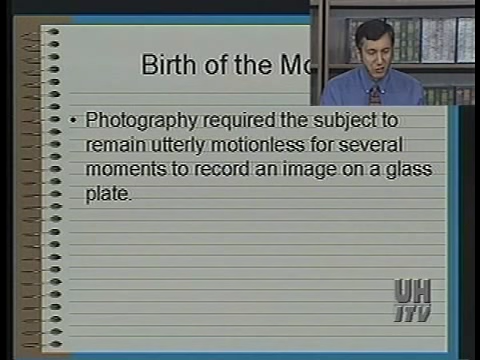 Birth of the Mo
• Photography required the subject to
remain utterly motionless for several
moments to record an image on a glass
plate.
UH
ITV